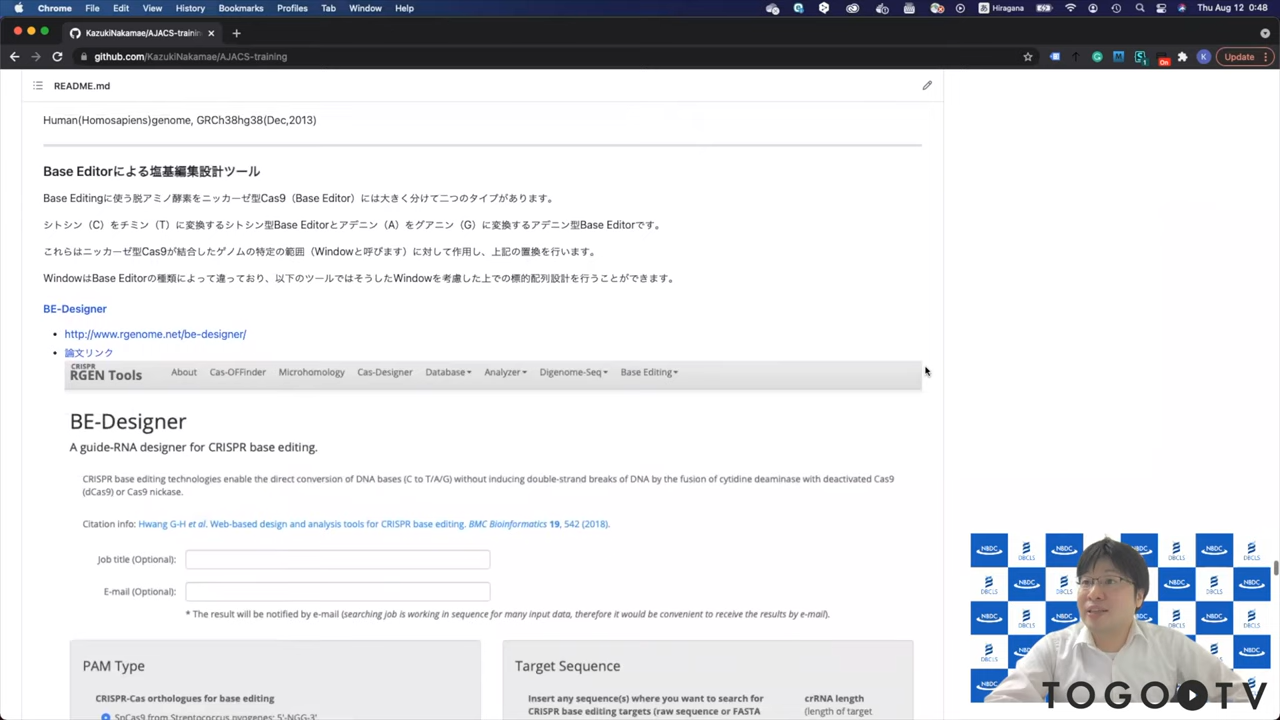 Chrome File Edit View History Bookmarks Profiles Tab Window Help
Hiragana
Tue Aug 31 0:48
KazukiNakamae/AJACS-trainin
github.com/KazukiNakamae/AJACS-training
K Update
README.md
Human(Homosapiens)genome, GRCh38hg38(Dec,2013)
Base Editorによる塩基編集設計ツール
Base Editingに使う脱アミノ酵素をニッカーゼ型Cas9（Base Editor）には大きく分けて二つのタイプがあります。
シトシン（C）をチミン（T）に変換するシトシン型Base Editorとアデニン（A）をグアニン（G）に変換するアデニン型Base Editorです。
これらはニッカーゼ型Cas9が結合したゲノムの特定の範囲（Windowと呼びます）に対して作用し、上記の置換を行います。
WindowはBase Editorの種類によって違っており、以下のツールではそうしたWindowを考慮した上での標的配列設計を行うことができます。
BE-Designer
http://www.rgenome.net/be-designer/
論文リンク
CRISPR
RGEN Tools About Cas-OFFinder Microhomology Cas-Designer Database Analyzer Digenome-Seq Base Editing
BE-Designer
A guide-RNA designer for CRISPR base editing.
CRISPR base editing technologies enable the direct conversion of DNA bases (C to T/A/G) without inducing double-strand breaks of DNA by the fusion of cytidine deaminase with deactivated Cas9
(dCas9) or Cas9 nickase.
Citation info: Hwang G-H et al. Web-based design and analysis tools for CRISPR base editing. BMC Bioinformatics 19, 542 (2018).
Job title (Optional):
E-mail (Optional):
* The result will be notified by e-mail (searching job is working in sequence for many input data, therefore it would be convenient to receive the results by e-mail).
PAM Type
CRISPR-Cas orthologues for base editing
SpCas9 from Streptococcus pyogenes: 5'-NGG-3'
Target Sequence
Insert any sequence(s) where you want to search for
CRISPR base editing targets (raw sequence or FASTA
crRNA length
(length of target
NBDC DBCLS
TOGO TV